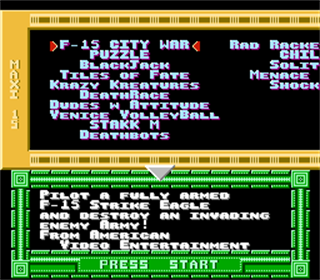 MAXI 15
F-15 CITY WAR
PUZZLE
BLACKJACK
TILES OF FATE
KRAZY KREATURES
DEATHRACE
DUDES W ATTITUDE
VENICE VOLLEYBALL
STAKK M
DEATHBOTS
RAD RACKE
CHIL
SOLIT
MENACE
SHOCK
PILOT A FULLY ARMED
F-15 STRIKE EAGLE
AND DESTROY AN INVADING
ENEMY ARMY!
FROM AMERICAN
VIDEO ENTERTAINMENT
PRESS START